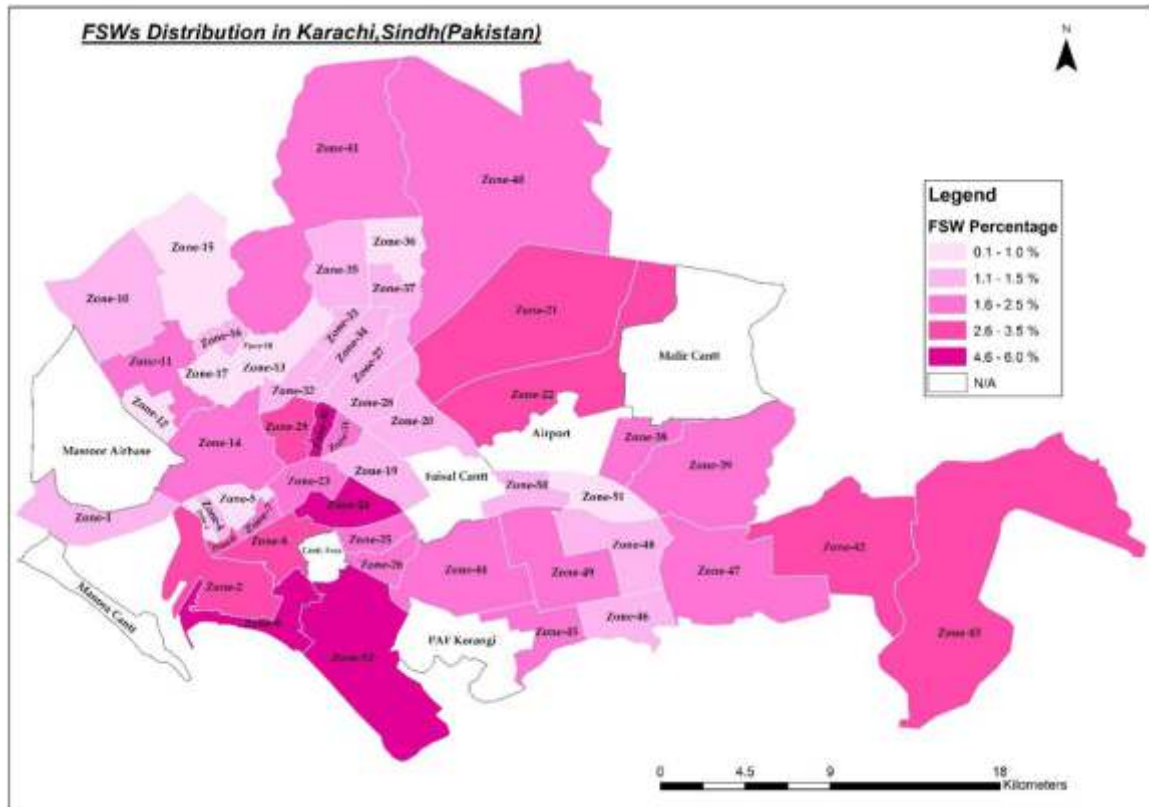 FSWs Distribution in Karachi,Sindh(Pakistan)
N
Zone-41
Zone-40
Legend
FSW Percentage
0.1 - 1.0 %
1.1 - 1.5 %
1.6 - 2.5 %
2.6 - 3.5 %
4.6 - 6.0 %
N/A
Zone-15
Zone-36
Zone-35
Zone-10
Zone-37
Zone-21
Zone-33
Zone-16
Zone-34
Malir Cantt
Zone-11
Zone-27
Zone-17
Zone-13
Zone-32
Zone-22
Zone-12
Zone-28
Zone-20
Zone-29
Airport
Zone-38
Zone-14
Masroor Airbase
Zone-39
Zone-19
Faisal Cantt
Zone-23
Zone-50
Zone-51
Zone-5
Zone-1
Zone-25
Zone-48
Zone-42
Zone-26
Zone-44
Zone-49
Zone-47
Zone-2
Manora Cantt
Zone-46
PAF Korangi
Zone-45
Zone-43
Zone-52
0
4.5
9
18
Kilometers